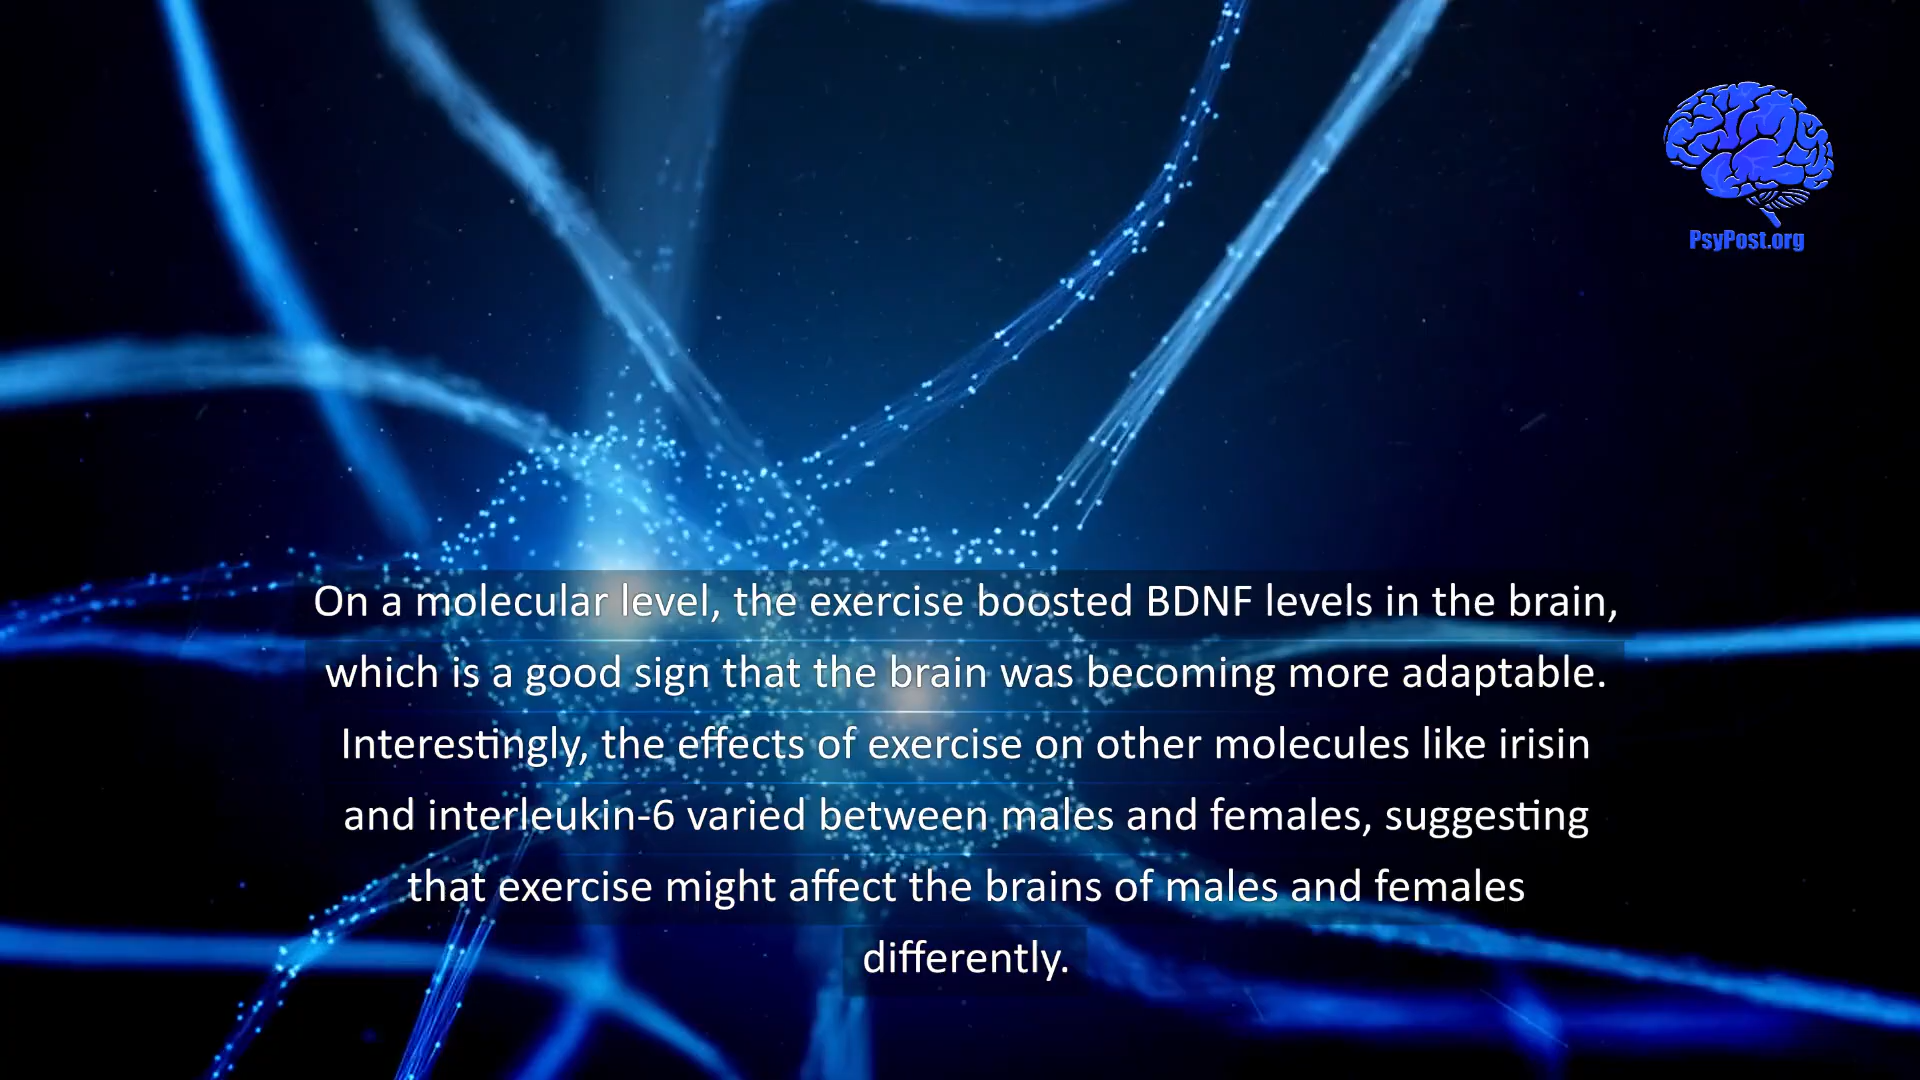 PsyPost.org
On a molecular level, the exercise boosted BDNF levels in the brain,
which is a good sign that the brain was becoming more adaptable.
Interestingly, the effects of exercise on other molecules like irisin
and interleukin-6 varied between males and females, suggesting
that exercise might affect the brains of males and females
differently.